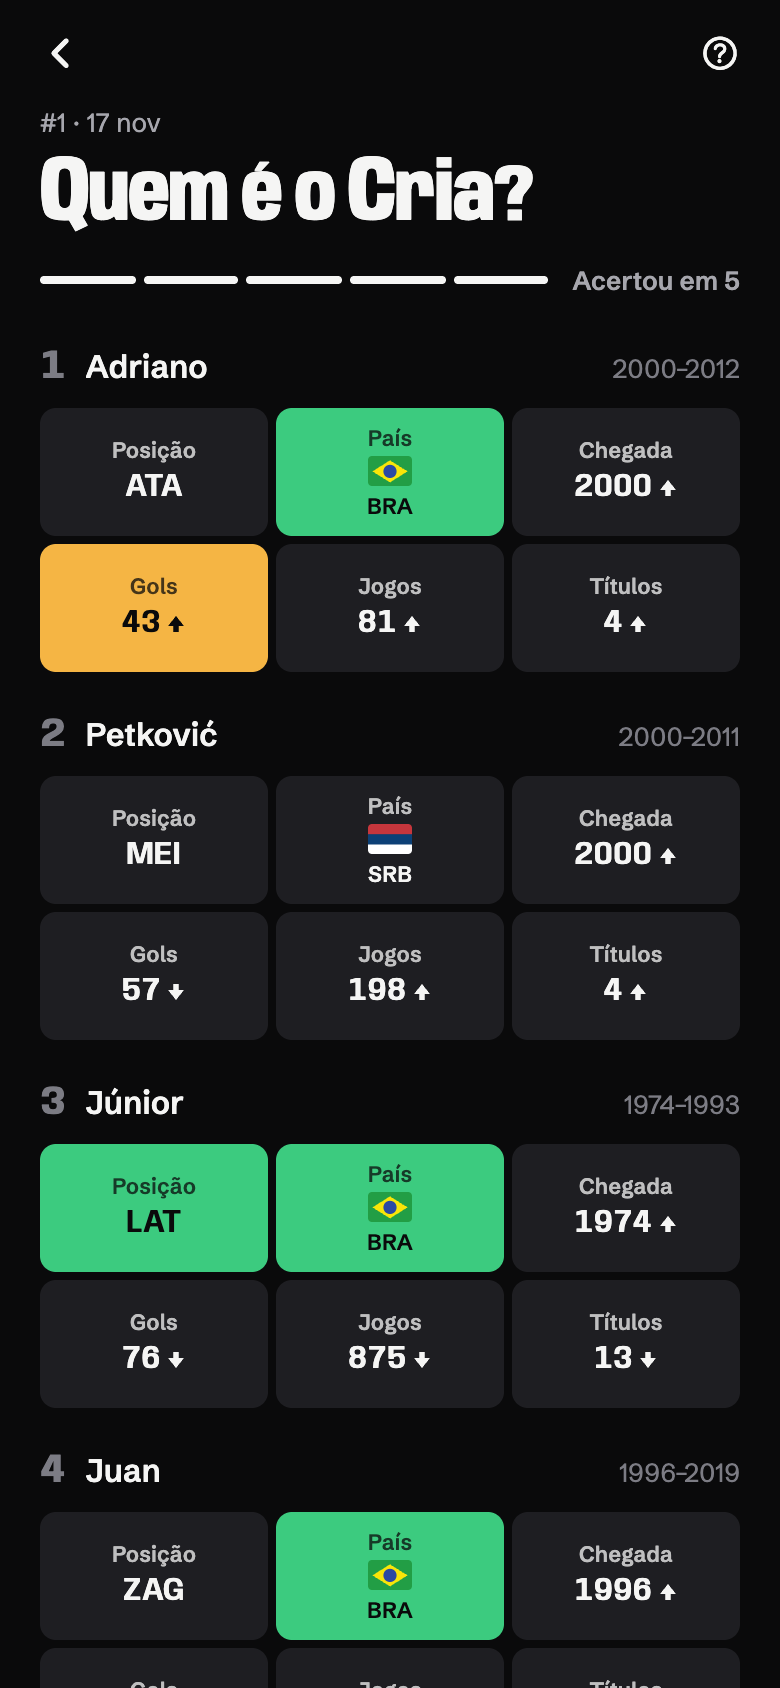 #1 · 17 nov
Quem é o Cria?
Acertou em 5
1 Adriano 2000–2012
Posição País Chegada
ATA BRA 2000
Gols Jogos Títulos
43 81 4
2 Petković 2000–2011
Posição País Chegada
MEI SRB 2000
Gols Jogos Títulos
57 198 4
3 Júnior 1974–1993
Posição País Chegada
LAT BRA 1974
Gols Jogos Títulos
76 875 13
4 Juan 1996–2019
Posição País Chegada
ZAG BRA 1996
Gols Jogos Títulos